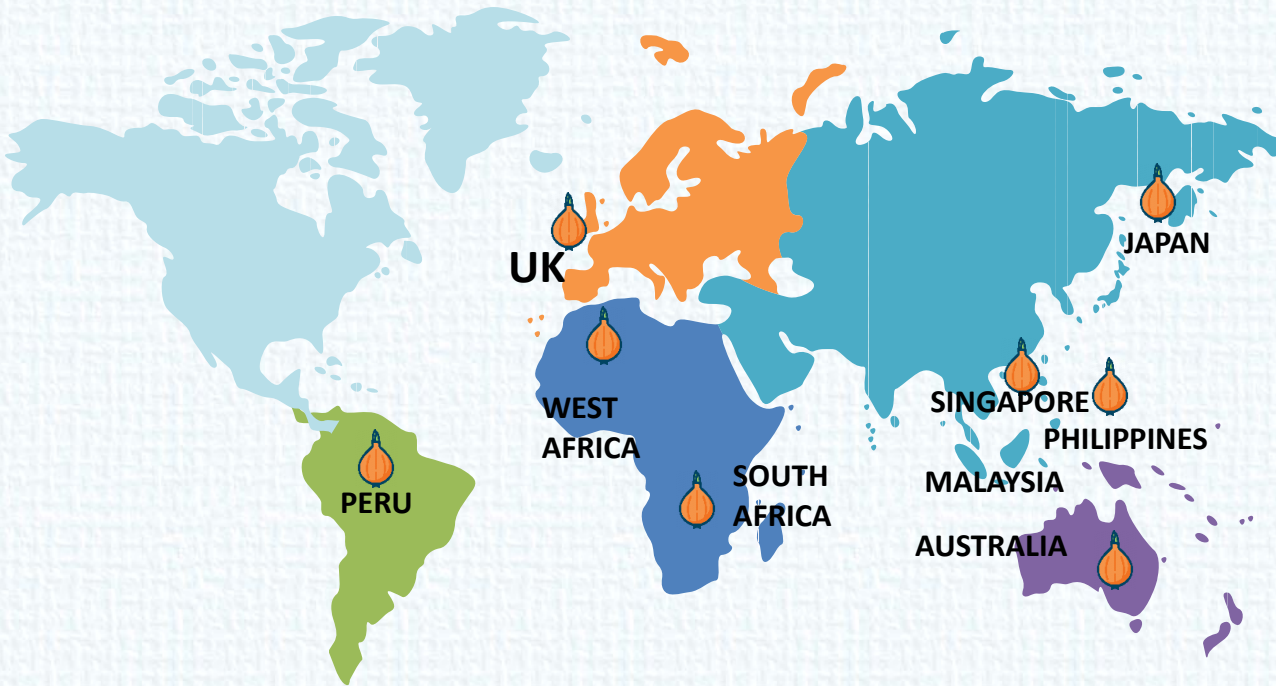 JAPAN
UK
SINGAPORE
WEST
AFRICA
PHILIPPINES
PERU
SOUTH
AFRICA
MALAYSIA
AUSTRALIA